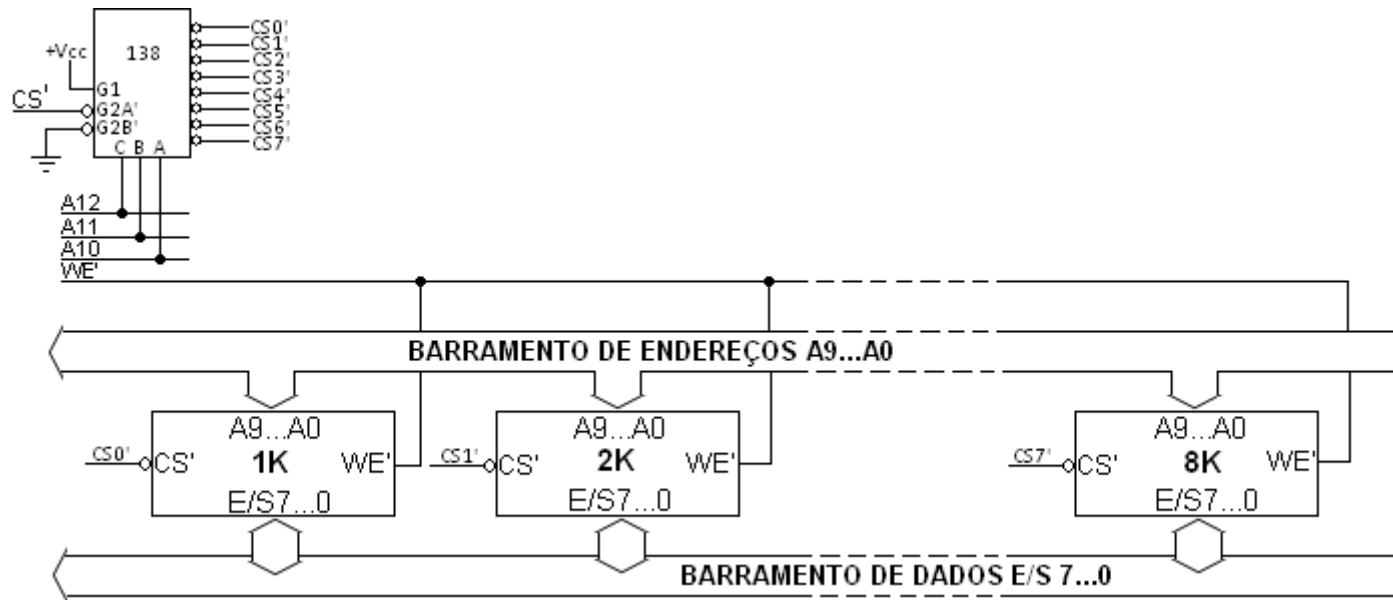 CS0'
CS1'
CS2'
CS3'
CS4'
CS5'
CS6'
CS7'
+Vcc
138
G1
CS'
G2A'
G2B'
C B A
A12
A11
A10
WE'
BARRAMENTO DE ENDEREÇOS A9...A0
A9...A0
CS0'
CS'
1K
WE'
E/S7...0
A9...A0
CS1'
CS'
2K
WE'
E/S7...0
A9...A0
CS7'
CS'
8K
WE'
E/S7...0
BARRAMENTO DE DADOS E/S 7...0